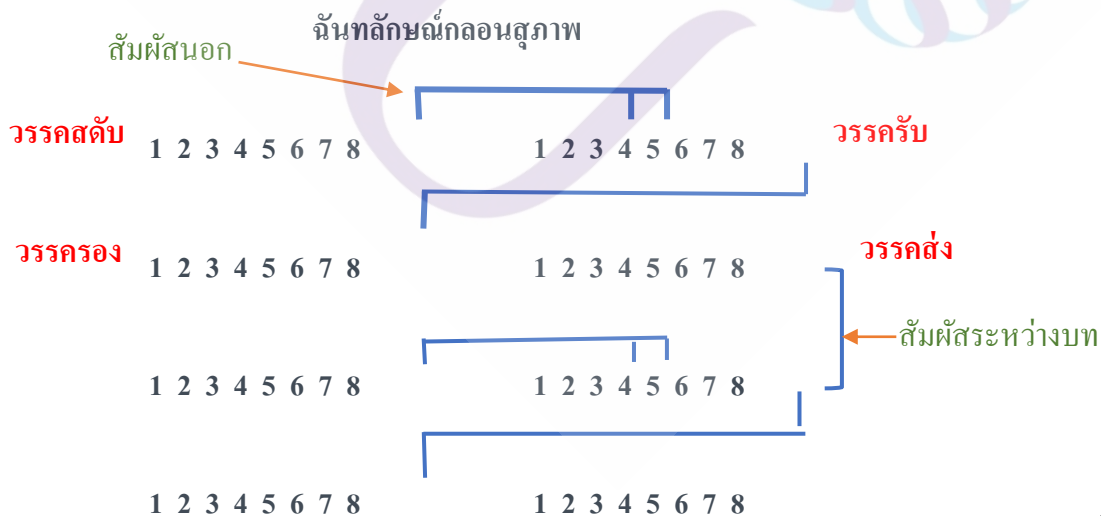 ฉันทลักษณ์กลอนสุภาพ
สัมผัสนอก
วรรคสดับ 1 2 3 4 5 6 7 8 1 2 3 4 5 6 7 8 วรรครับ
วรรครอง 1 2 3 4 5 6 7 8 1 2 3 4 5 6 7 8 วรรคส่ง
สัมผัสระหว่างบท
1 2 3 4 5 6 7 8 1 2 3 4 5 6 7 8
1 2 3 4 5 6 7 8 1 2 3 4 5 6 7 8